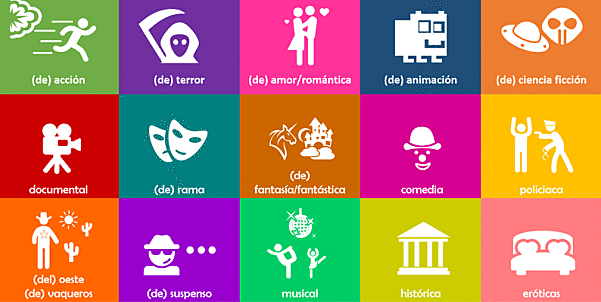 (de) acción
(de) terror
(de) amor/romántica
(de) animación
(de) ciencia ficción
documental
(de) rama
(de)
fantasía/fantástica
comedia
policiaca
(del) oeste
(de) vaqueros
(de) suspenso
musical
histórica
eróticas